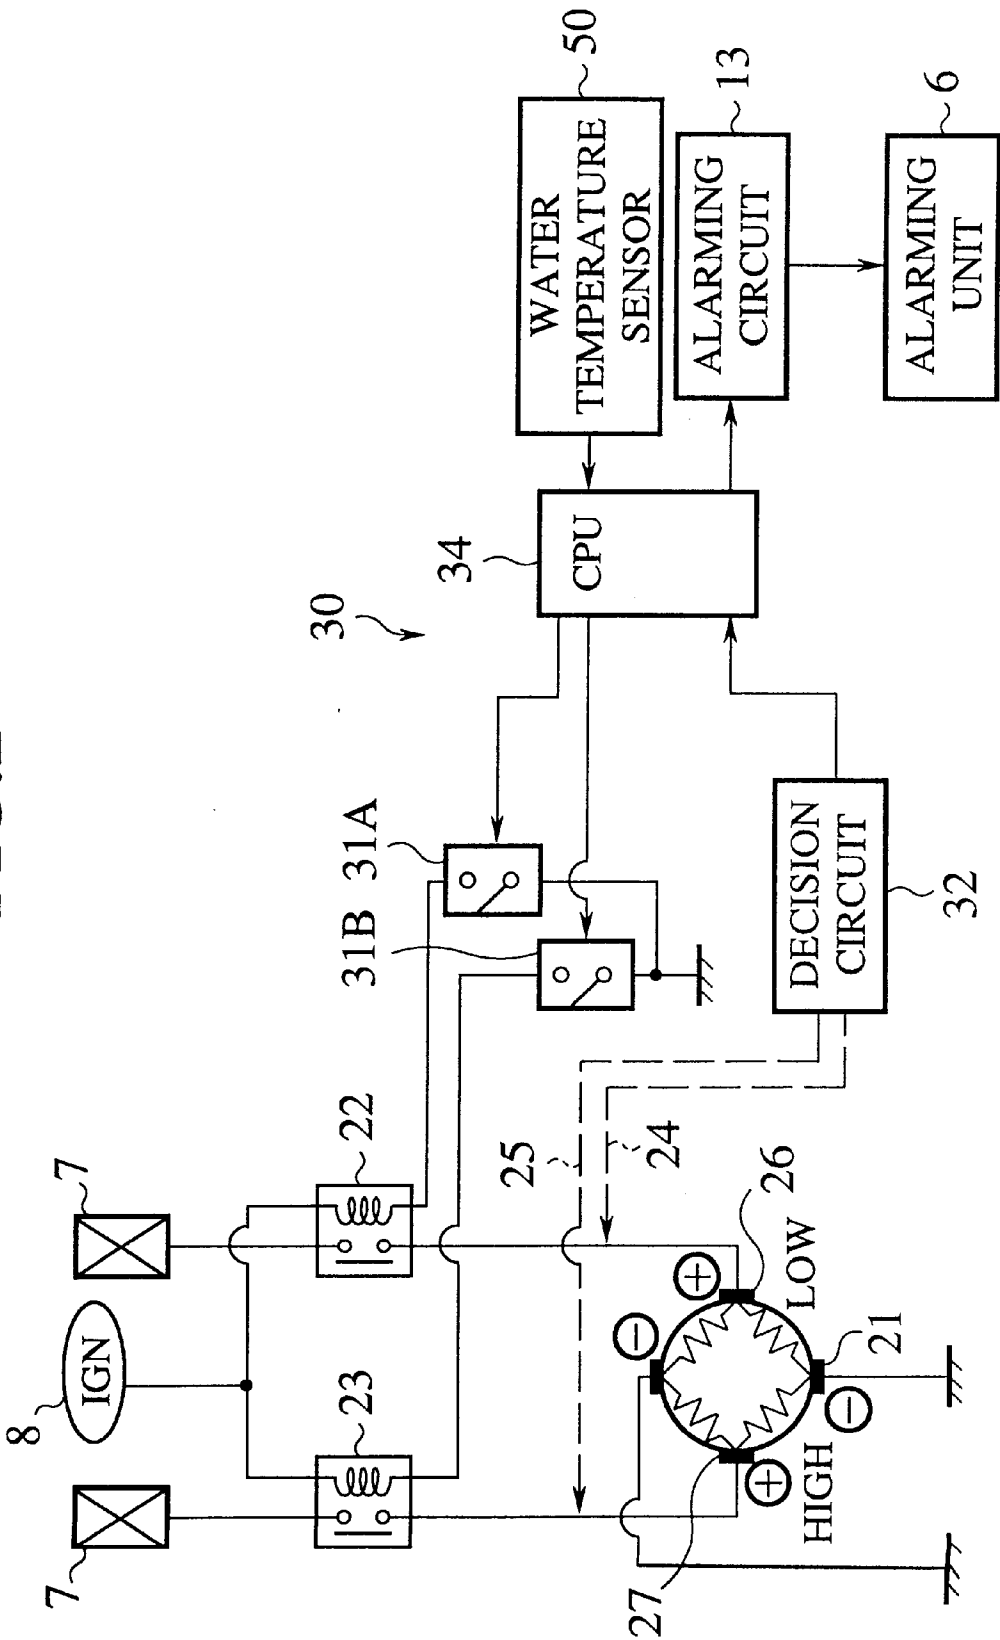 7
8
IGN
7
22
23
31A
31B
30
34
CPU
50
WATER
TEMPERATURE
SENSOR
13
ALARMING
CIRCUIT
6
ALARMING
UNIT
DECISION
CIRCUIT
32
25
24
26
LOW
+
−
21
−
+
HIGH
27